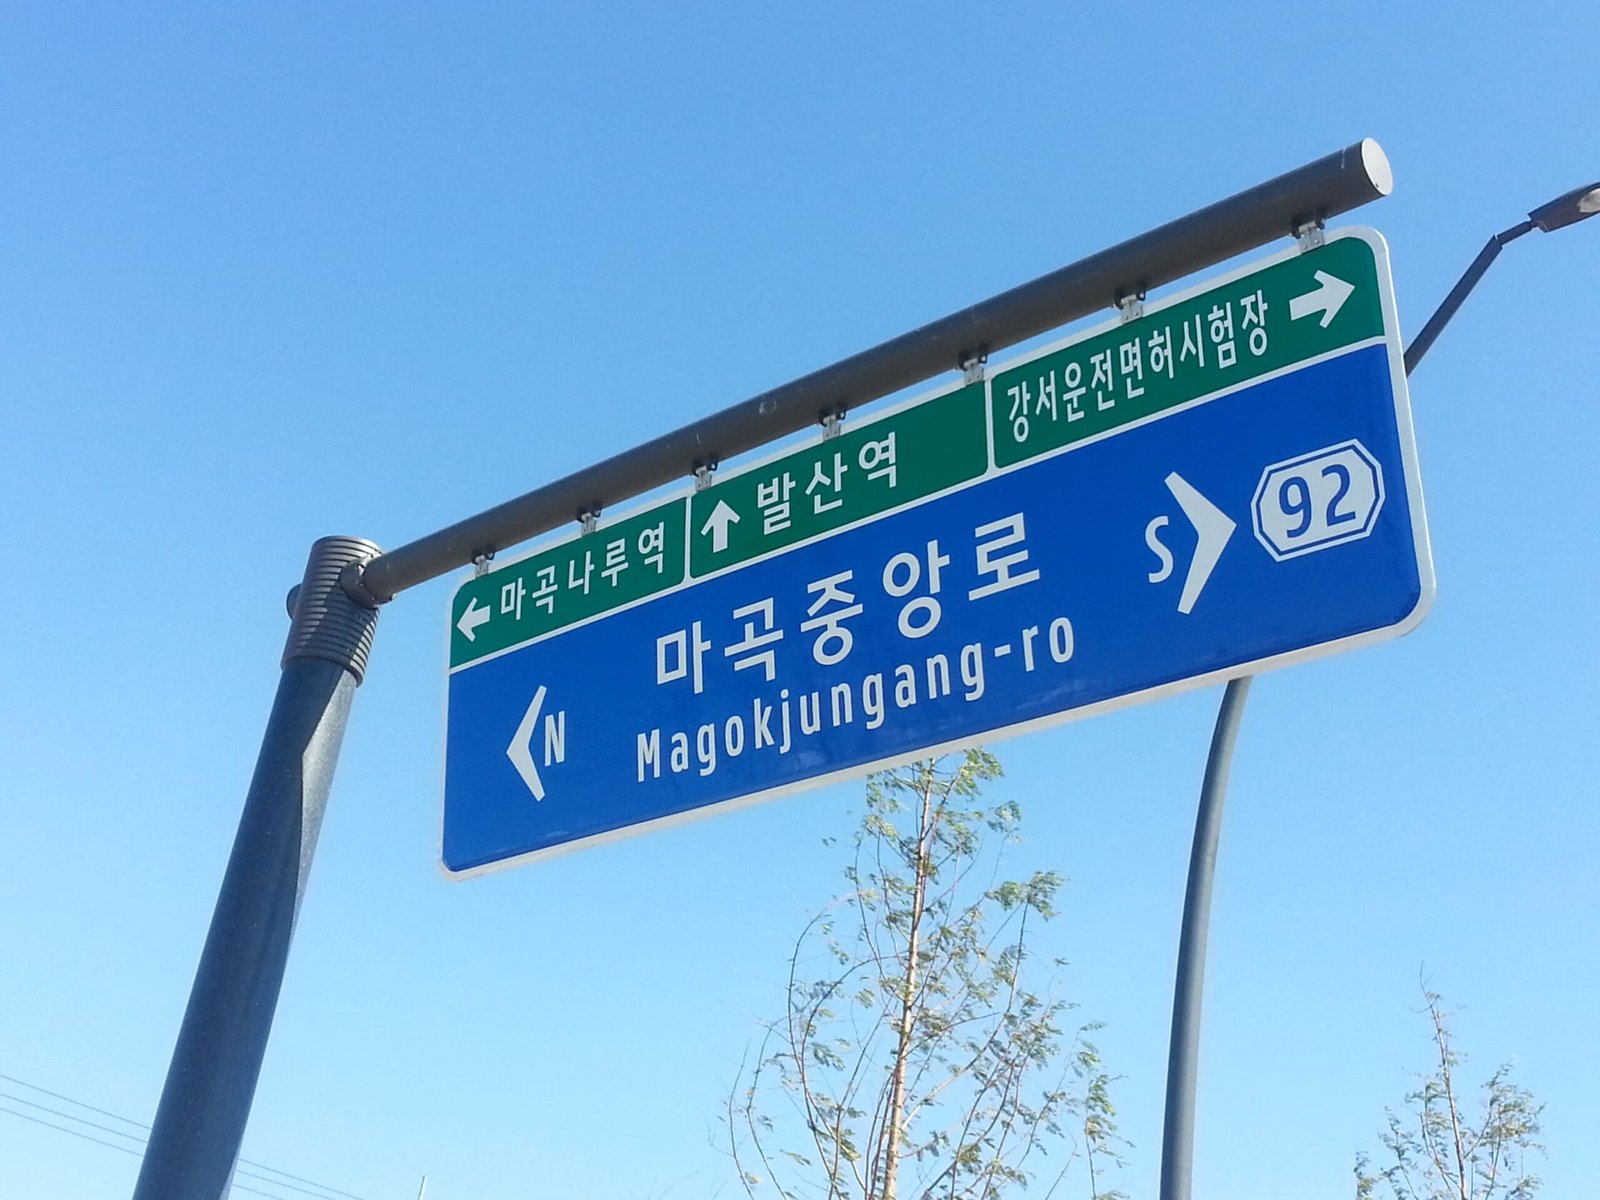 마곡나루역
발산역
강서운전면허시험장
마곡중앙로
Magokjungang-ro
N
S
92